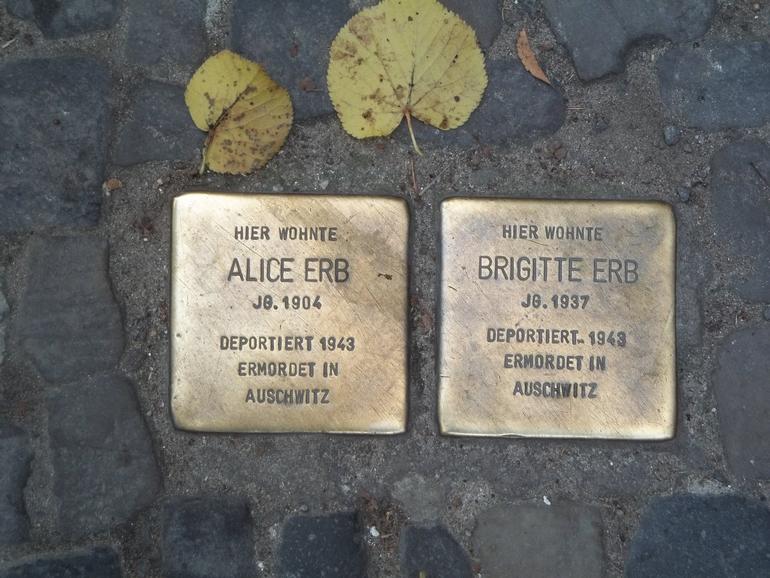 HIER WOHNTE
ALICE ERB
JG. 1904
DEPORTIERT 1943
ERMORDET IN
AUSCHWITZ
HIER WOHNTE
BRIGITTE ERB
JG. 1937
DEPORTIERT 1943
ERMORDET IN
AUSCHWITZ